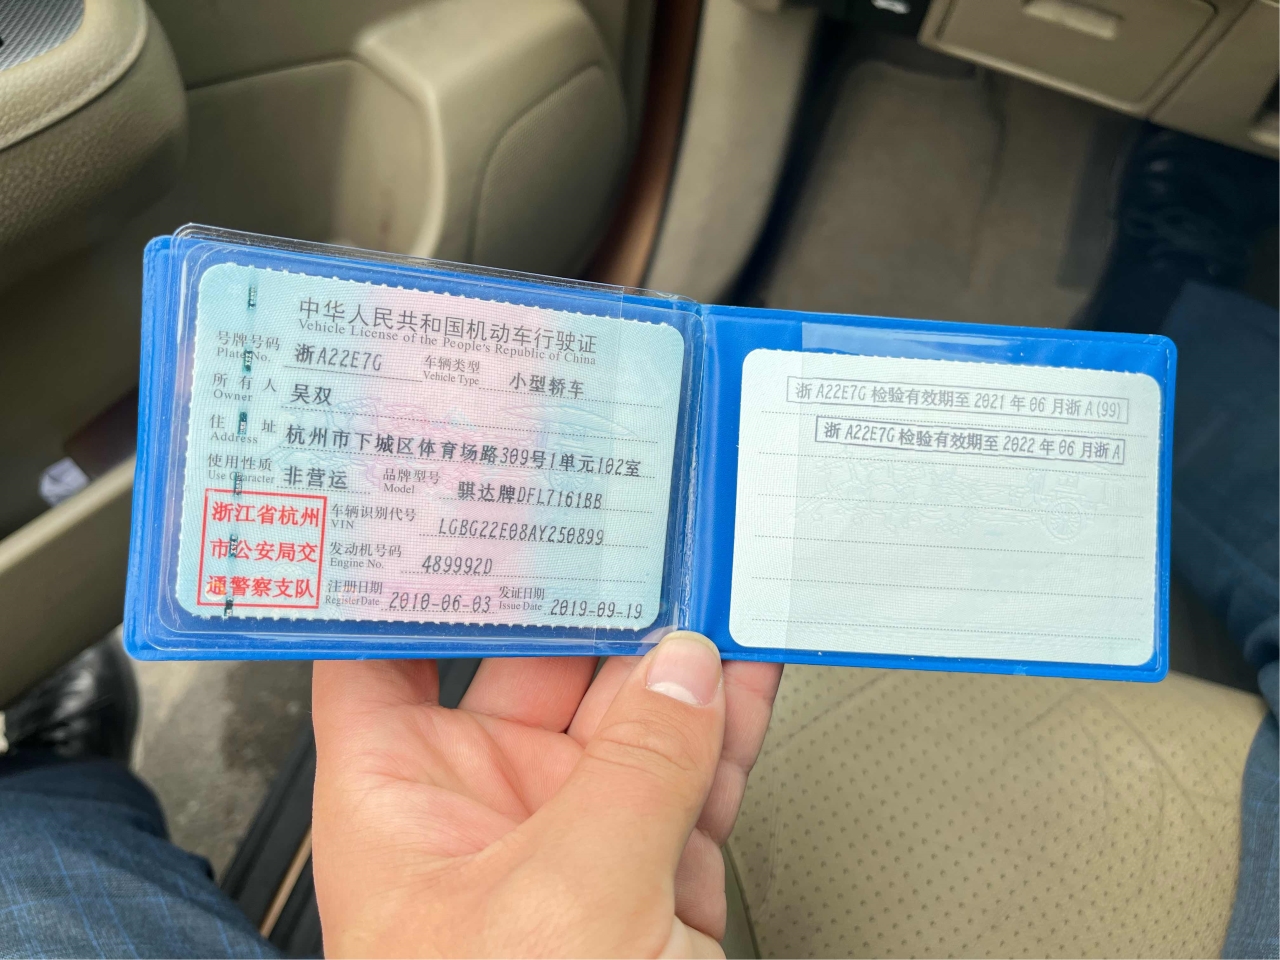 中华人民共和国机动车行驶证
Vehicle License of the People's Republic of China
号牌号码 浙A22E7G 车辆类型 小型轿车
Plate No. Vehicle Type
所有人 吴双
Owner
住址 杭州市下城区体育场路309号1单元102室
Address
使用性质 非营运 品牌型号 骐达牌DFL7161BB
Use Character Model
浙江省杭州
市公安局交
通警察支队
车辆识别代号 LGBG22E08AY250899
VIN
发动机号码 489992D
Engine No.
注册日期 2010-06-03 发证日期 2019-09-19
Register Date Issue Date
浙A22E7G检验有效期至2021年06月浙A(99)
浙A22E7G检验有效期至2022年06月浙A